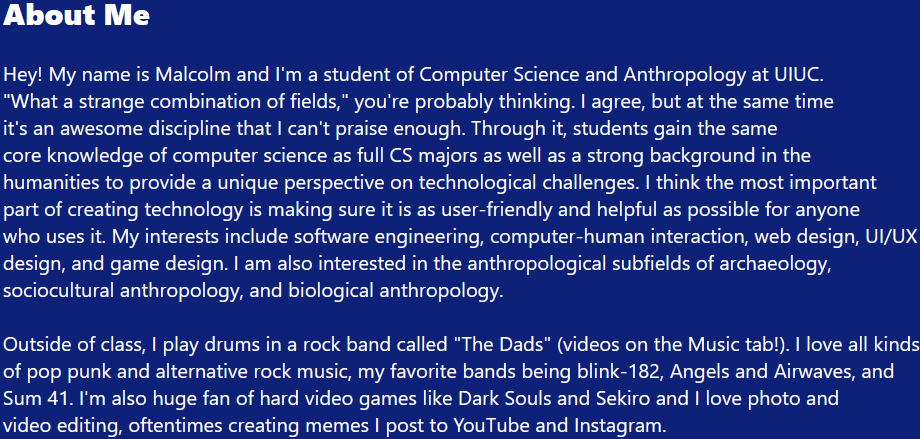 About Me
Hey! My name is Malcolm and I'm a student of Computer Science and Anthropology at UIUC.
"What a strange combination of fields," you're probably thinking. I agree, but at the same time
it's an awesome discipline that I can't praise enough. Through it, students gain the same
core knowledge of computer science as full CS majors as well as a strong background in the
humanities to provide a unique perspective on technological challenges. I think the most important
part of creating technology is making sure it is as user-friendly and helpful as possible for anyone
who uses it. My interests include software engineering, computer-human interaction, web design, UI/UX
design, and game design. I am also interested in the anthropological subfields of archaeology,
sociocultural anthropology, and biological anthropology.
Outside of class, I play drums in a rock band called "The Dads" (videos on the Music tab!). I love all kinds
of pop punk and alternative rock music, my favorite bands being blink-182, Angels and Airwaves, and
Sum 41. I'm also huge fan of hard video games like Dark Souls and Sekiro and I love photo and
video editing, oftentimes creating memes I post to YouTube and Instagram.